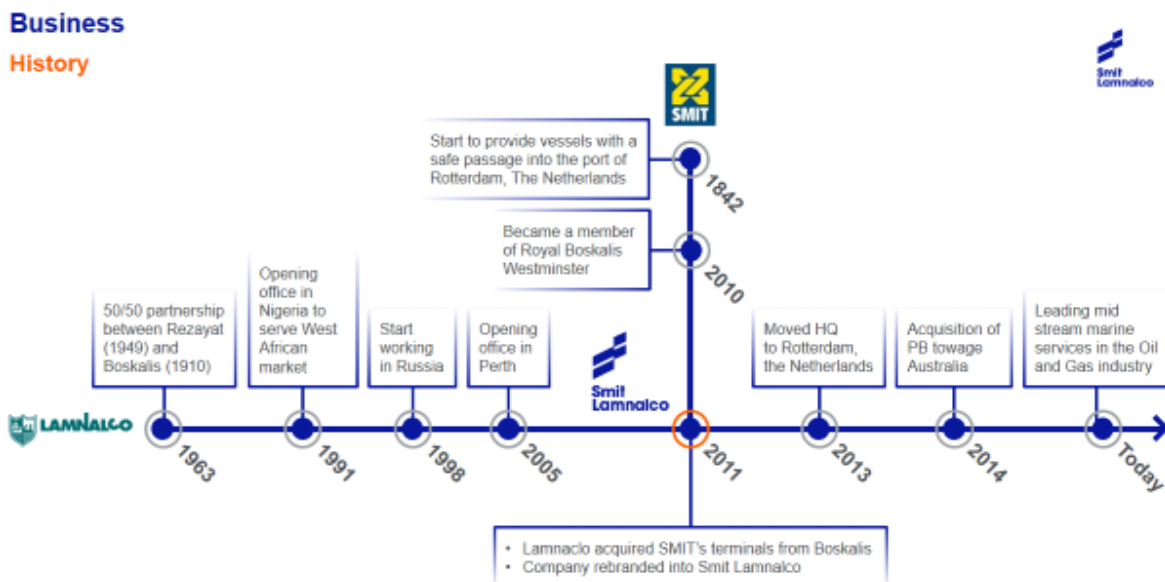 Business
History
Smit
Lamnalco
SMIT
Start to provide vessels with a
safe passage into the port of
Rotterdam, The Netherlands
1842
Became a member
of Royal Boskalis
Westminster
2010
50/50 partnership
between Rezayat
(1949) and
Boskalis (1910)
Opening
office in
Nigeria to
serve West
African
market
Start
working
in Russia
Opening
office in
Perth
Smit
Lamnalco
Moved HQ
to Rotterdam,
the Netherlands
Acquisition of
PB towage
Australia
Leading mid
stream marine
services in the Oil
and Gas industry
LAMNALCO
1963
1991
1998
2005
2011
2013
2014
Today
• Lamnaclo acquired SMIT's terminals from Boskalis
• Company rebranded into Smit Lamnalco